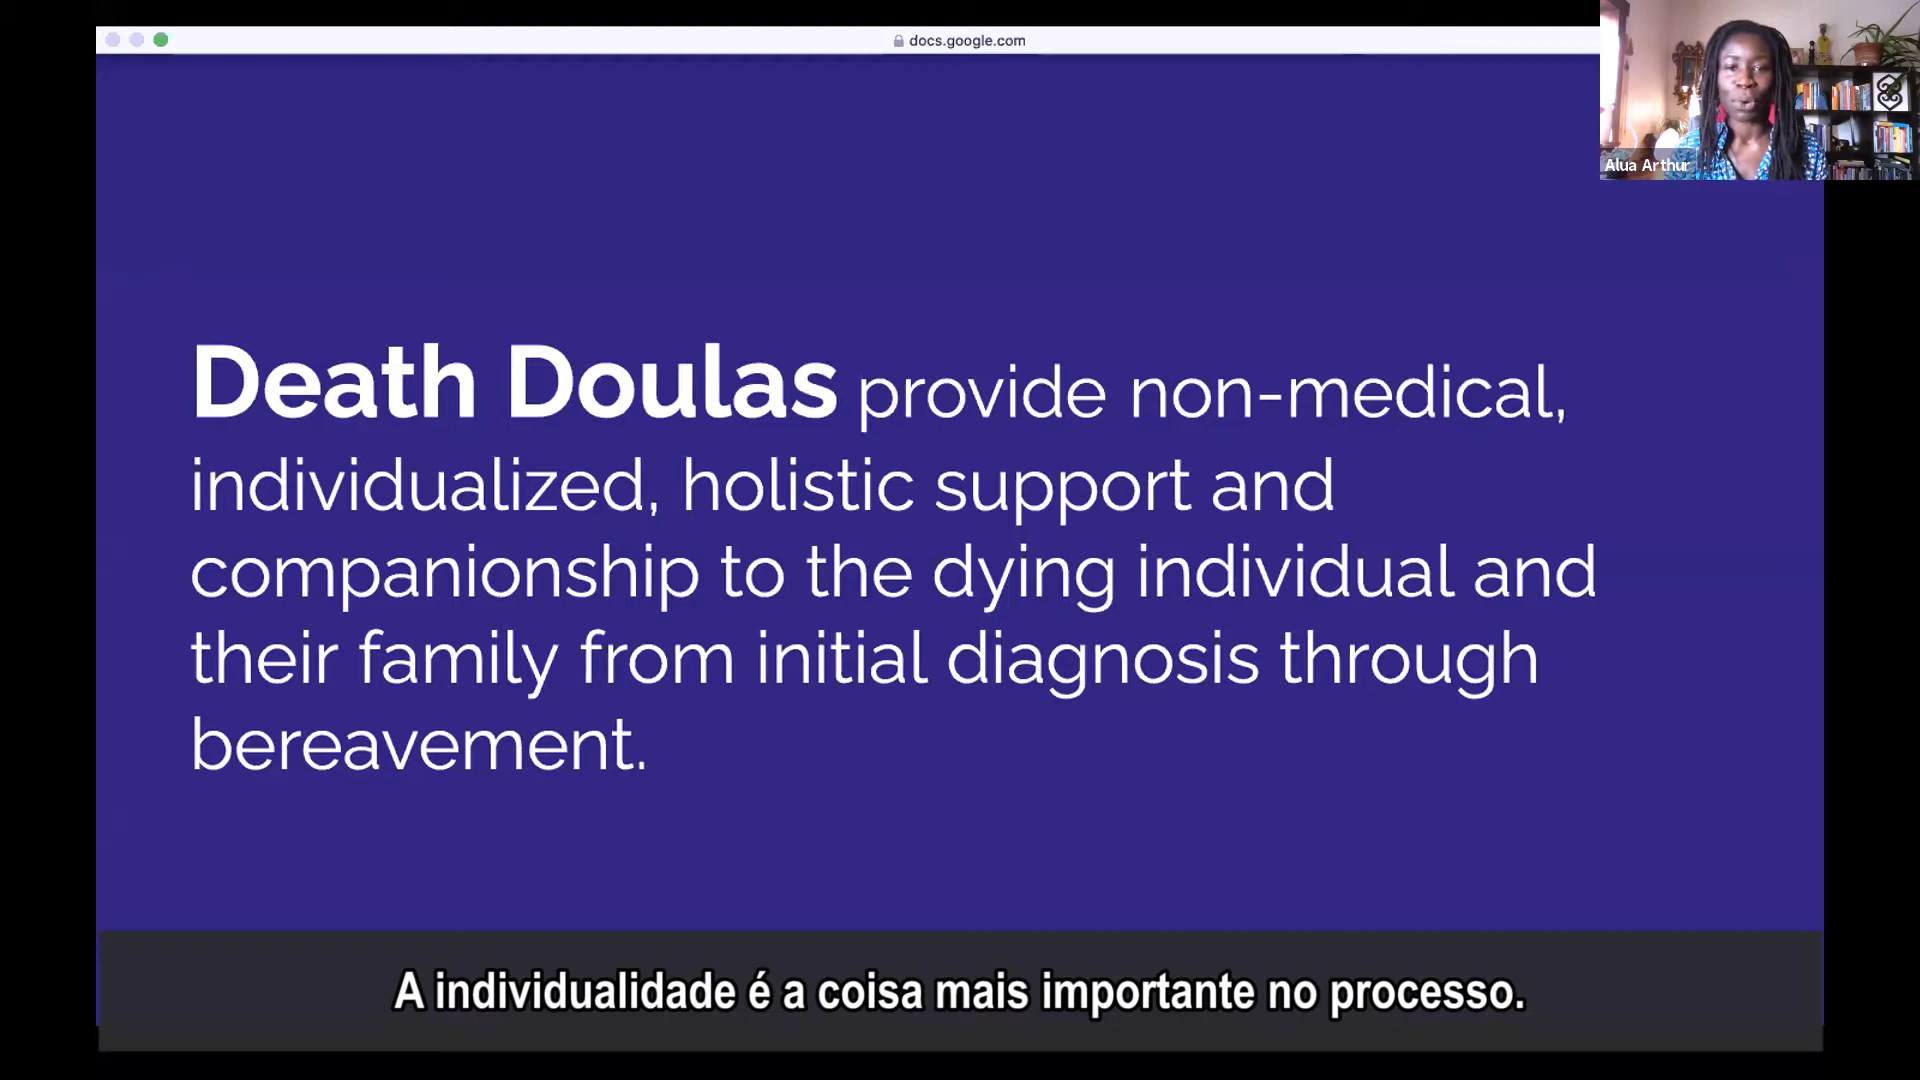 docs.google.com
Alua Arthur
Death Doulas provide non-medical,
individualized, holistic support and
companionship to the dying individual and
their family from initial diagnosis through
bereavement.
A individualidade é a coisa mais importante no processo.